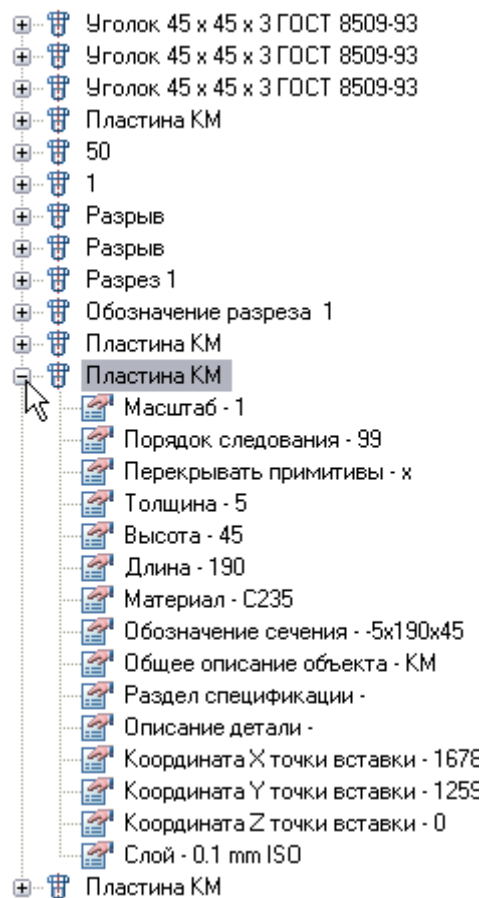 Уголок 45 x 45 x 3 ГОСТ 8509-93
Уголок 45 x 45 x 3 ГОСТ 8509-93
Уголок 45 x 45 x 3 ГОСТ 8509-93
Пластина КМ
50
1
Разрыв
Разрыв
Разрез 1
Обозначение разреза 1
Пластина КМ
Пластина КМ
Масштаб - 1
Порядок следования - 99
Перекрывать примитивы - x
Толщина - 5
Высота - 45
Длина - 190
Материал - С235
Обозначение сечения - -5x190x45
Общее описание объекта - КМ
Раздел спецификации -
Описание детали -
Координата X точки вставки - 1678
Координата Y точки вставки - 1259
Координата Z точки вставки - 0
Слой - 0.1 mm ISO
Пластина КМ